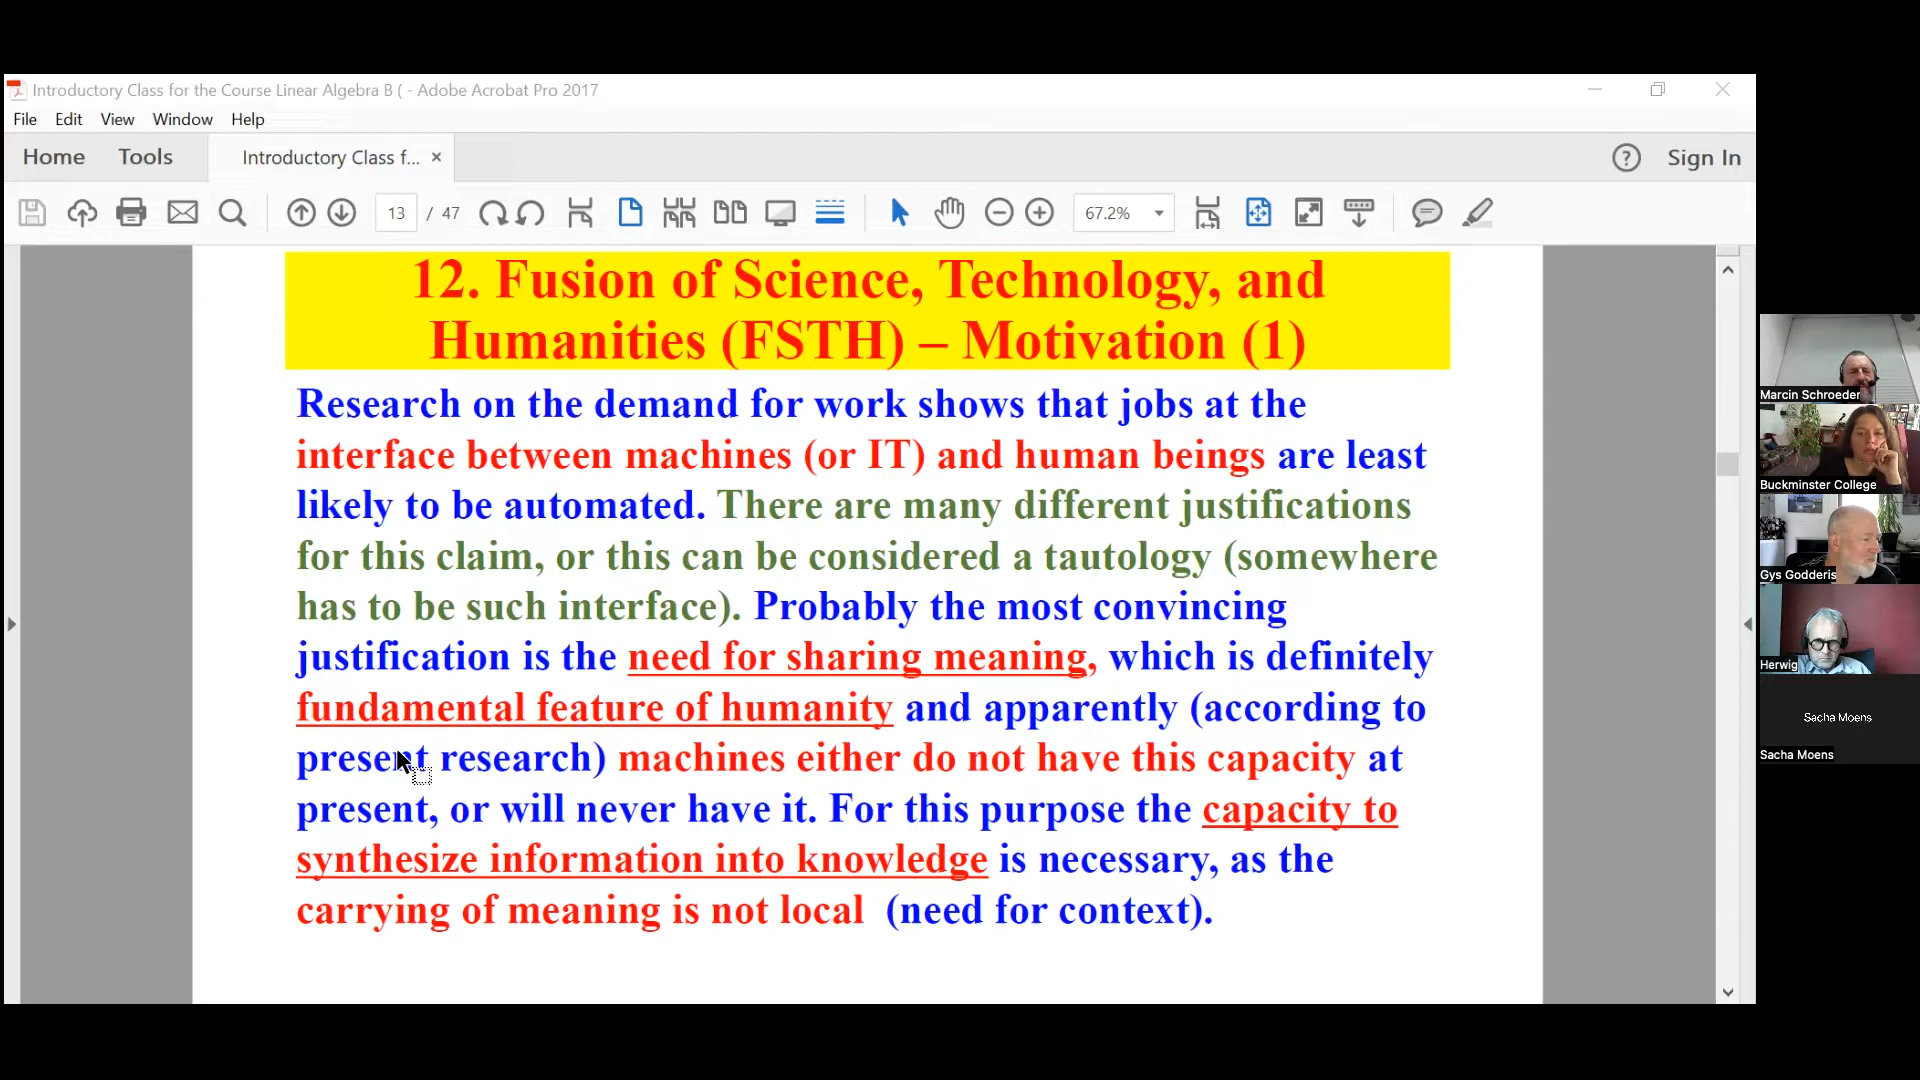 Introductory Class for the Course Linear Algebra B ( - Adobe Acrobat Pro 2017
File Edit View Window Help
Home Tools Introductory Class f... × ? Sign In
13 / 47 67.2%
12. Fusion of Science, Technology, and
Humanities (FSTH) – Motivation (1)
Research on the demand for work shows that jobs at the
interface between machines (or IT) and human beings are least
likely to be automated. There are many different justifications
for this claim, or this can be considered a tautology (somewhere
has to be such interface). Probably the most convincing
justification is the need for sharing meaning, which is definitely
fundamental feature of humanity and apparently (according to
present research) machines either do not have this capacity at
present, or will never have it. For this purpose the capacity to
synthesize information into knowledge is necessary, as the
carrying of meaning is not local (need for context).
Marcin Schroeder
Buckminster College
Gys Godderis
Herwig
Sacha Moens
Sacha Moens